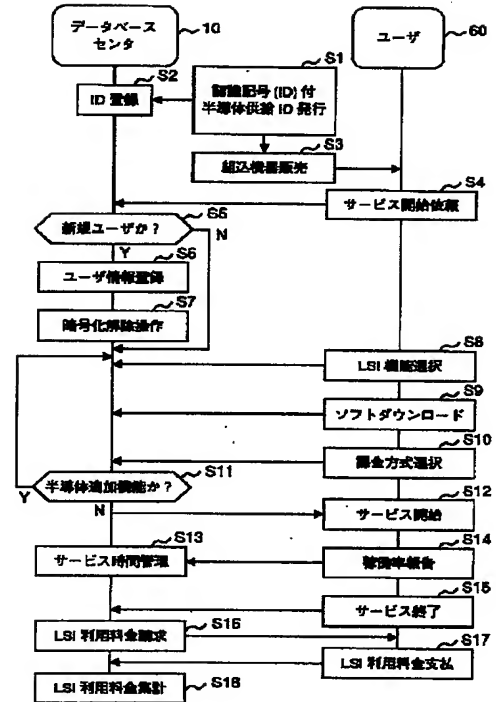 データベース
センタ
10
ユーザ
60
S1
認識記号(ID)付
半導体供給 ID 発行
S2
ID 登録
S3
組込機器販売
S4
サービス開始依頼
S5
新規ユーザか？
N
Y
S6
ユーザ情報登録
S7
暗号化解除操作
S8
LSI 機能選択
S9
ソフトダウンロード
S10
課金方式選択
S11
半導体追加機能か？
Y
N
S12
サービス開始
S13
サービス時間管理
S14
稼働率報告
S15
サービス終了
S16
LSI 利用料金請求
S17
LSI 利用料金支払
S18
LSI 利用料金集計